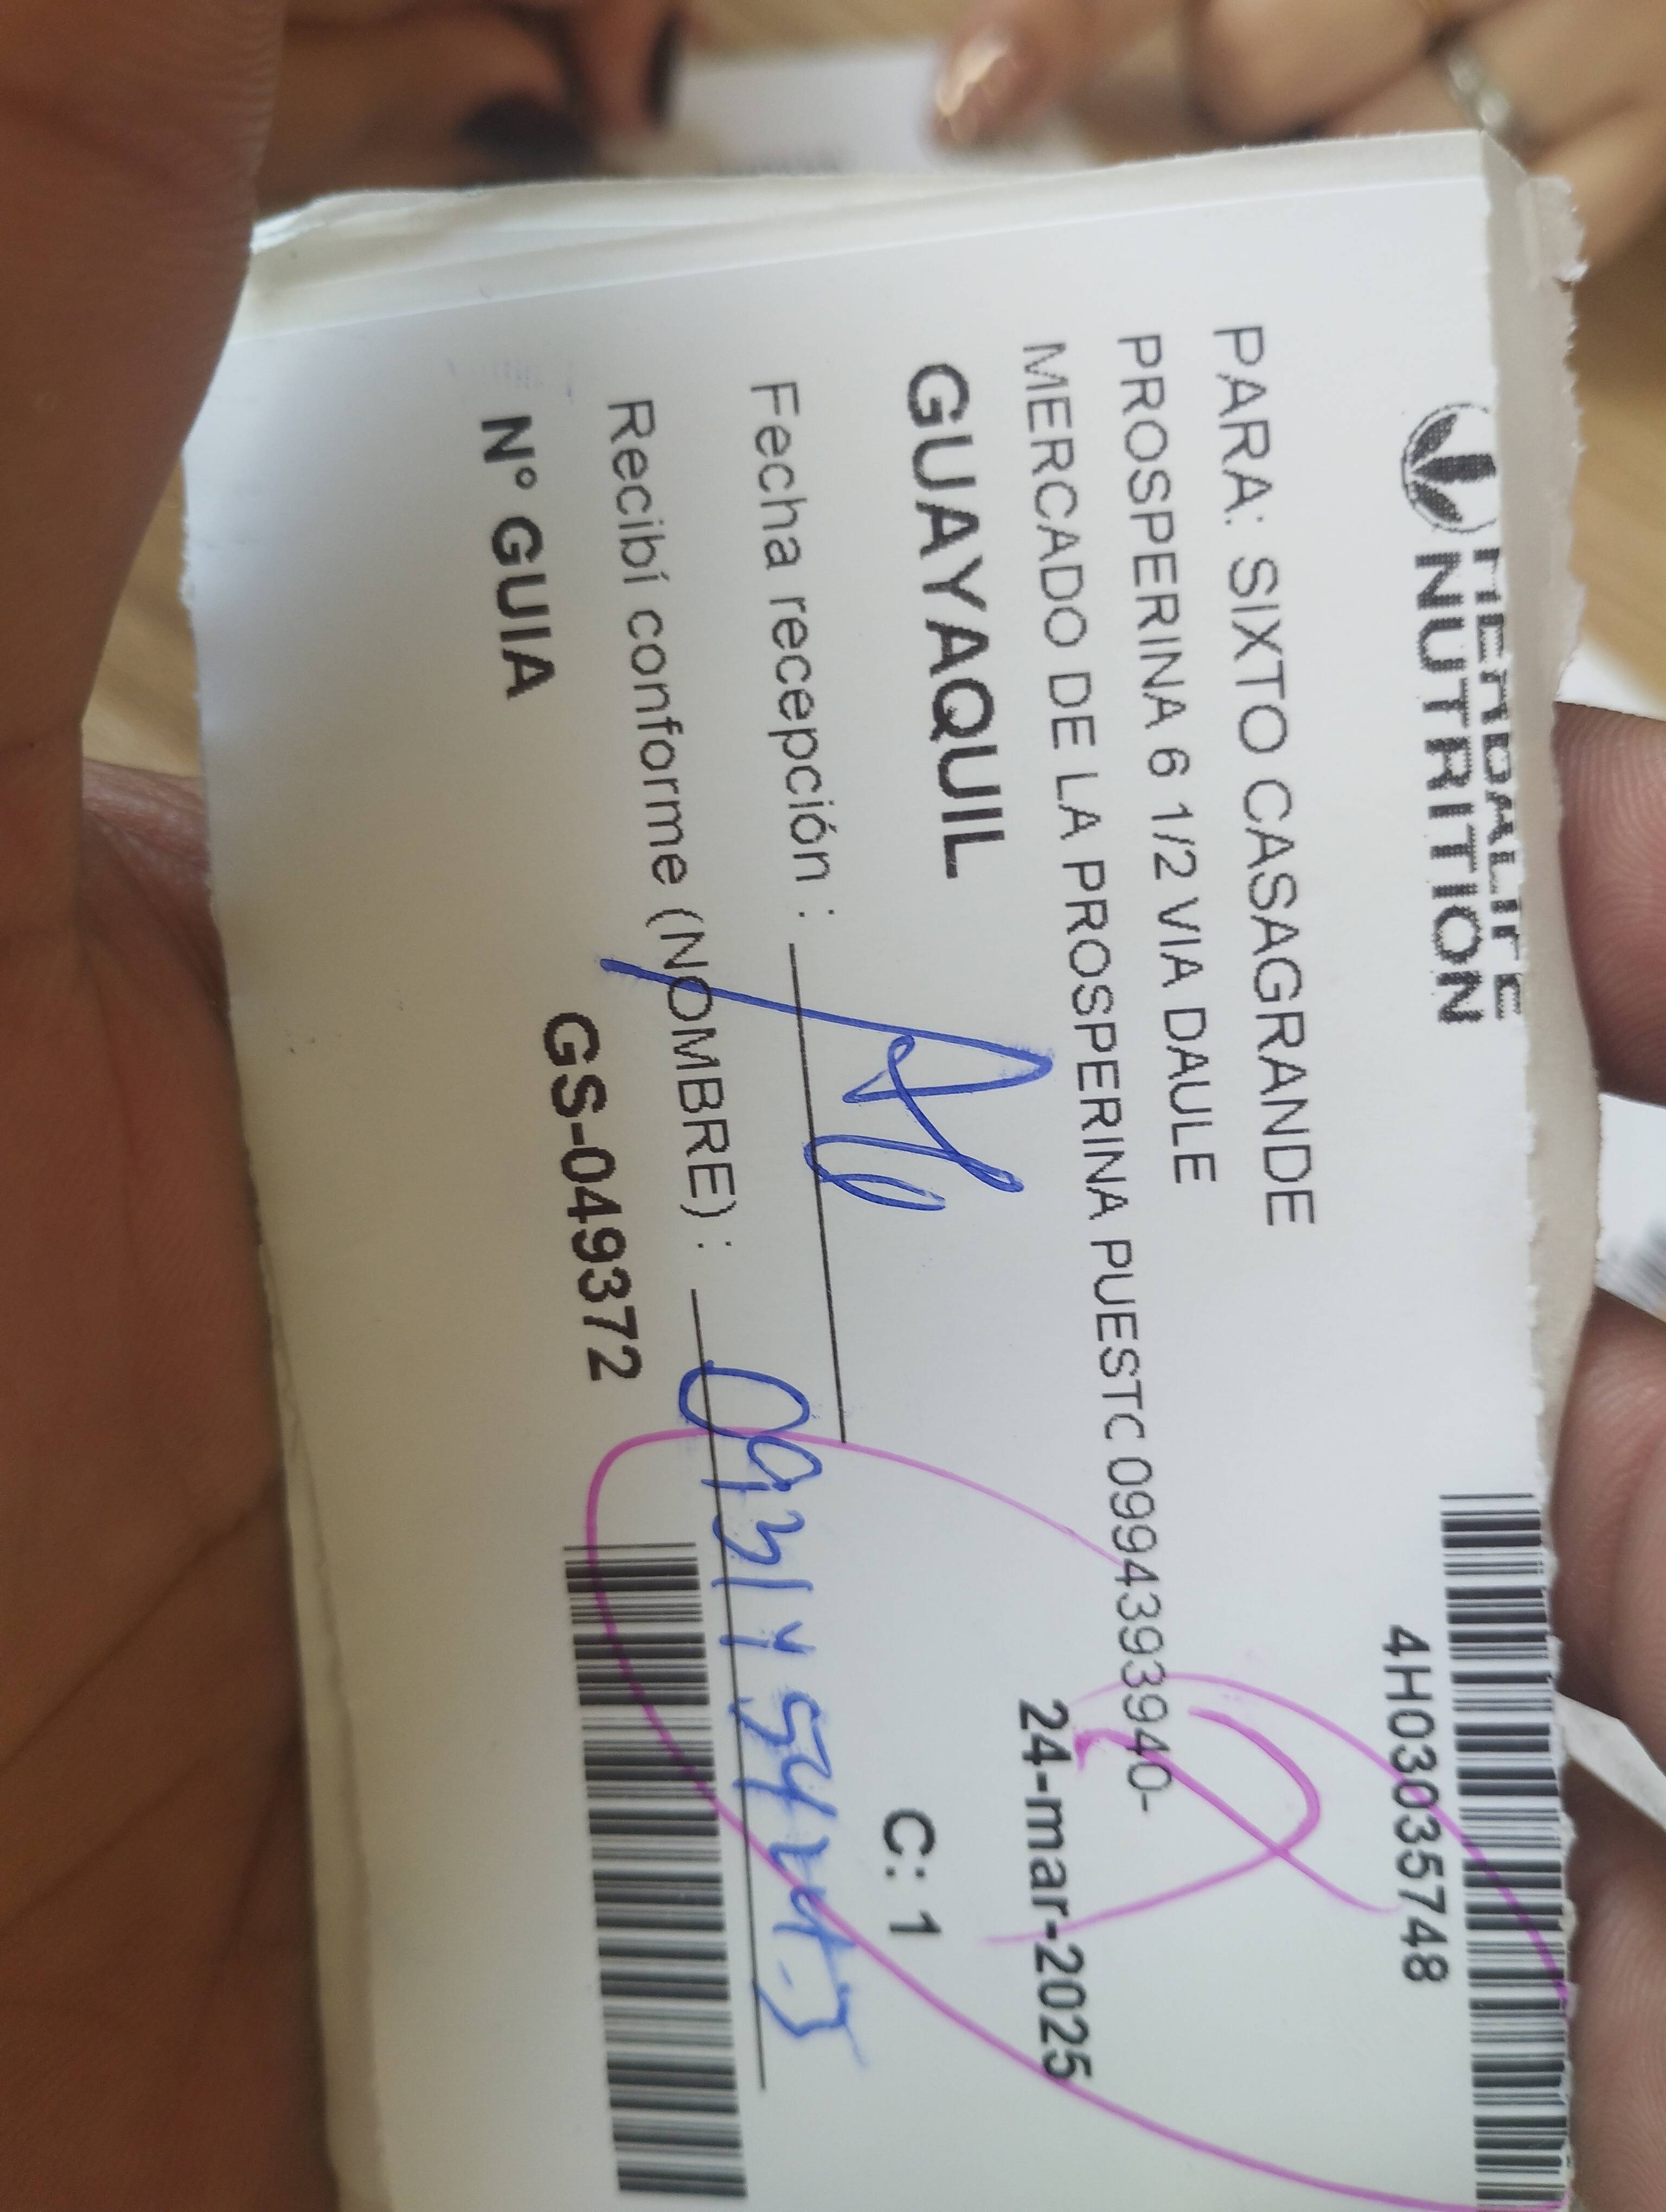 HERBALIFE
NUTRITION
4H03035748
PARA: SIXTO CASAGRANDE
PROSPERINA 6 1/2 VIA DAULE
MERCADO DE LA PROSPERINA PUESTC 0994393940-
24-mar-2025
GUAYAQUIL
C: 1
Fecha recepción :
Recibí conforme (NOMBRE) :
N° GUIA GS-049372